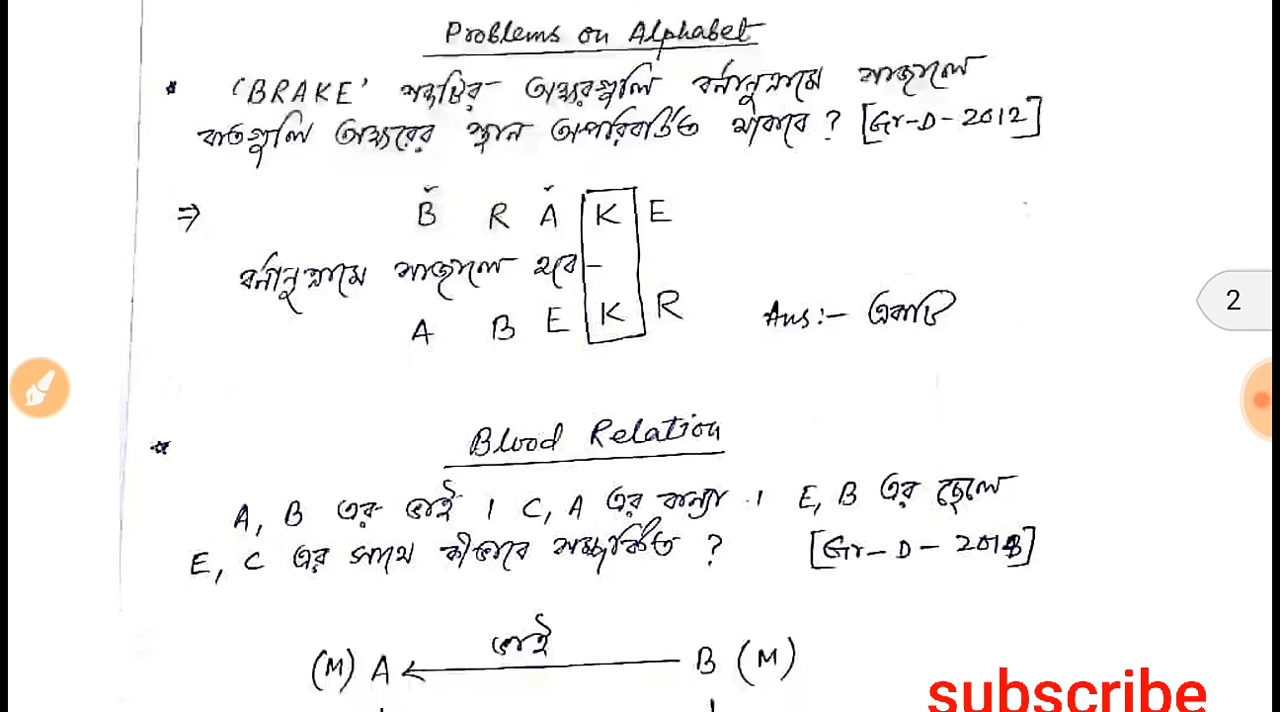 Problems on Alphabet
* 'BRAKE' শব্দটির অক্ষরগুলি বর্ণানুক্রমে সাজালে
কতগুলি অক্ষরের স্থান অপরিবর্তিত থাকবে ? [Gr-D-2012]
⇒ B R A K E
বর্ণানুক্রমে সাজালে হবে -
A B E K R Ans:- একটি
2
* Blood Relation
A, B এর ভাই । C, A এর কন্যা । E, B এর ছেলে
E, C এর সাথে কীভাবে সম্পর্কিত ? [Gr-D-2018]
ভাই
(M) A ← B (M)
subscribe